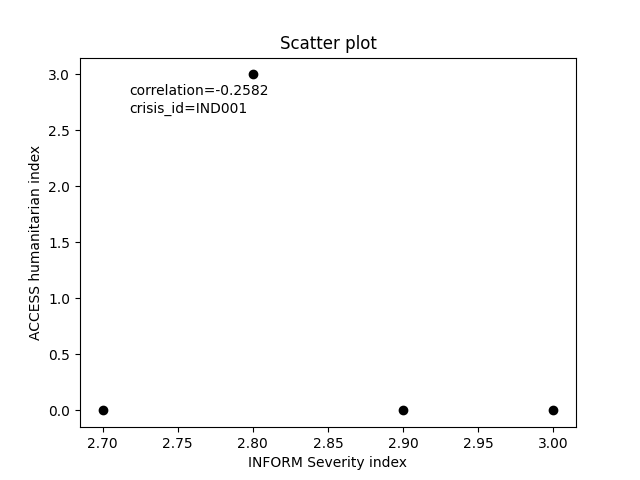 Scatter plot
correlation=-0.2582
crisis_id=IND001
ACCESS humanitarian index
3.0
2.5
2.0
1.5
1.0
0.5
0.0
2.70 2.75 2.80 2.85 2.90 2.95 3.00
INFORM Severity index